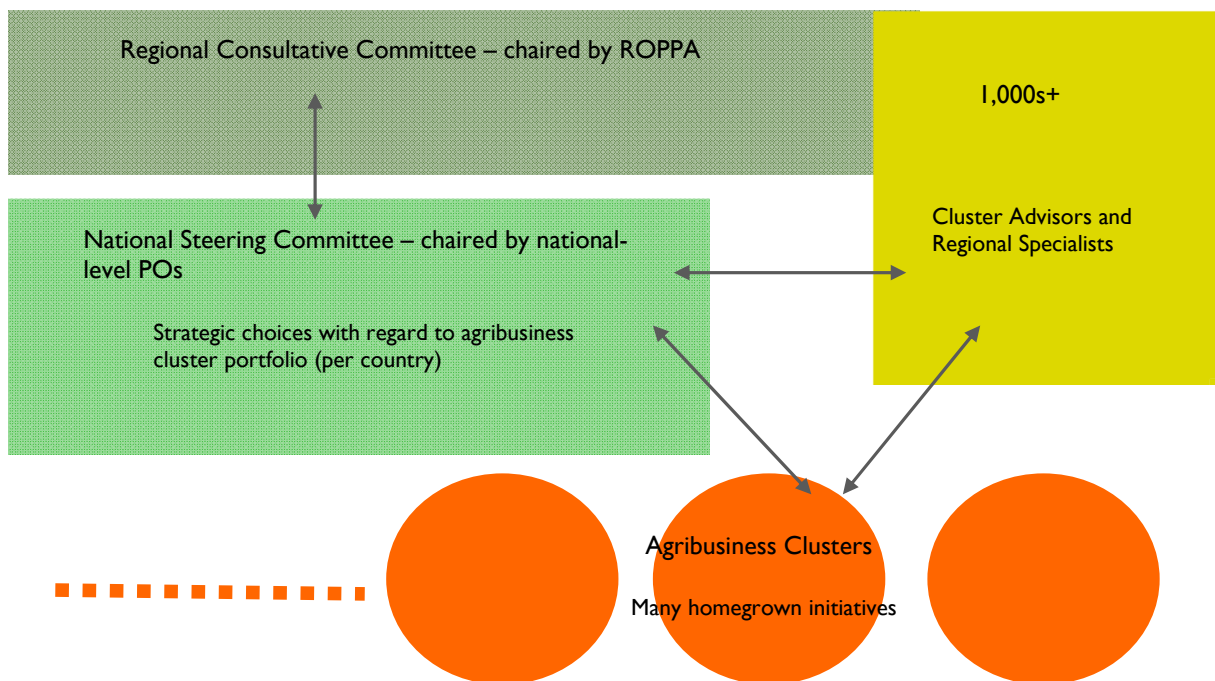 Regional Consultative Committee – chaired by ROPPA
1,000s+
Cluster Advisors and
Regional Specialists
National Steering Committee – chaired by national-
level POs
Strategic choices with regard to agribusiness
cluster portfolio (per country)
Agribusiness Clusters
Many homegrown initiatives